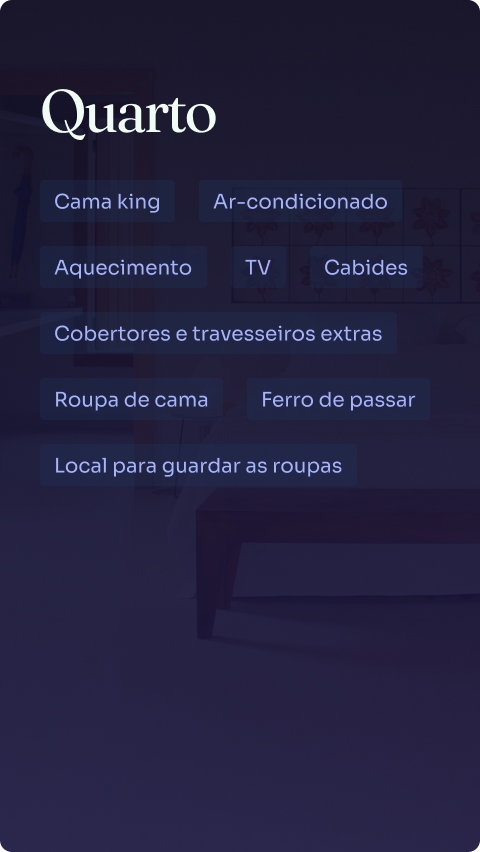 Quarto
Cama king Ar-condicionado
Aquecimento TV Cabides
Cobertores e travesseiros extras
Roupa de cama Ferro de passar
Local para guardar as roupas